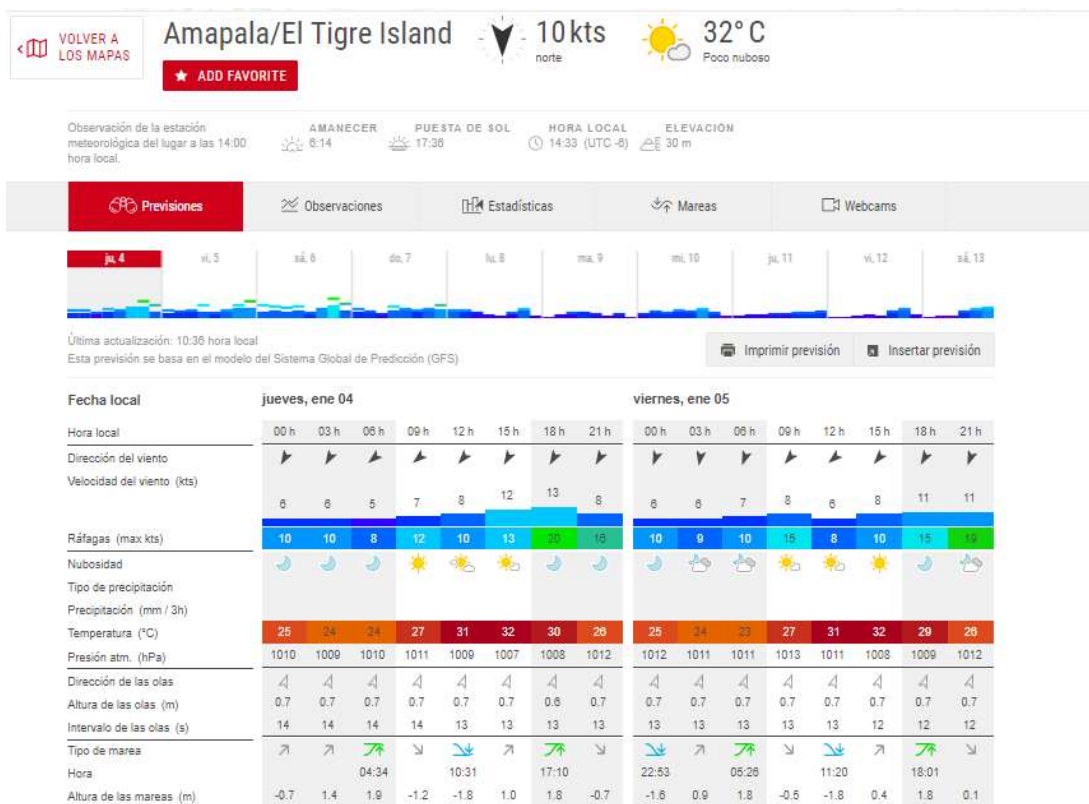 VOLVER A
LOS MAPAS
Amapala/El Tigre Island
10 kts
norte
32° C
Poco nuboso
ADD FAVORITE
Observación de la estación
meteorológica del lugar a las 14:00
hora local.
AMANECER
6:14
PUESTA DE SOL
17:36
HORA LOCAL
14:33 (UTC -6)
ELEVACIÓN
30 m
Previsiones Observaciones Estadísticas Mareas Webcams
ju, 4 vi, 5 sá, 6 do, 7 lu, 8 ma, 9 mi, 10 ju, 11 vi, 12 sá, 13
Última actualización: 10:36 hora local
Esta previsión se basa en el modelo del Sistema Global de Predicción (GFS)
Imprimir previsión Insertar previsión
Fecha local jueves, ene 04 viernes, ene 05
Hora local 00 h 03 h 06 h 09 h 12 h 15 h 18 h 21 h 00 h 03 h 06 h 09 h 12 h 15 h 18 h 21 h
Dirección del viento
Velocidad del viento (kts) 6 6 5 7 8 12 13 8 6 6 7 8 6 8 11 11
Ráfagas (max kts) 10 10 8 12 10 13 20 16 10 9 10 15 8 10 15 19
Nubosidad
Tipo de precipitación
Precipitación (mm / 3h)
Temperatura (°C) 25 24 24 27 31 32 30 26 25 24 23 27 31 32 29 26
Presión atm. (hPa) 1010 1009 1010 1011 1009 1007 1008 1012 1012 1011 1011 1013 1011 1008 1009 1012
Dirección de las olas
Altura de las olas (m) 0.7 0.7 0.7 0.7 0.7 0.7 0.6 0.7 0.7 0.7 0.7 0.7 0.7 0.7 0.7 0.7
Intervalo de las olas (s) 14 14 14 14 13 13 13 13 13 13 13 13 13 12 12 12
Tipo de marea
Hora 04:34 10:31 17:10 22:53 05:26 11:20 18:01
Altura de las mareas (m) -0.7 1.4 1.9 -1.2 -1.8 1.0 1.8 -0.7 -1.6 0.9 1.8 -0.5 -1.8 0.4 1.8 0.1